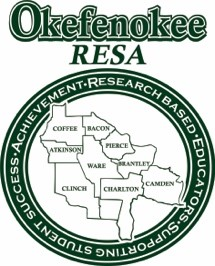 Okefenokee
RESA
SUPPORTING STUDENT SUCCESS·ACHIEVEMENT·RESEARCH BASED·EDUCATORS·
COFFEE
BACON
ATKINSON
PIERCE
WARE
BRANTLEY
CLINCH
CHARLTON
CAMDEN